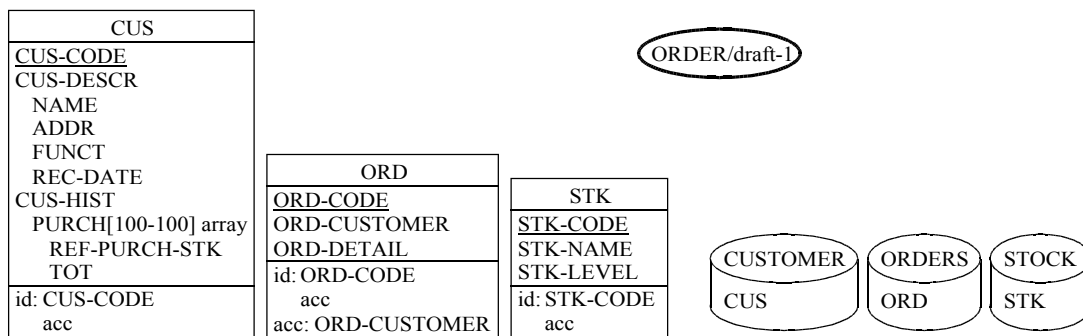 CUS
CUS-CODE
CUS-DESCR
NAME
ADDR
FUNCT
REC-DATE
CUS-HIST
PURCH[100-100] array
REF-PURCH-STK
TOT
id: CUS-CODE
acc
ORD
ORD-CODE
ORD-CUSTOMER
ORD-DETAIL
id: ORD-CODE
acc
acc: ORD-CUSTOMER
STK
STK-CODE
STK-NAME
STK-LEVEL
id: STK-CODE
acc
ORDER/draft-1
CUSTOMER
CUS
ORDERS
ORD
STOCK
STK